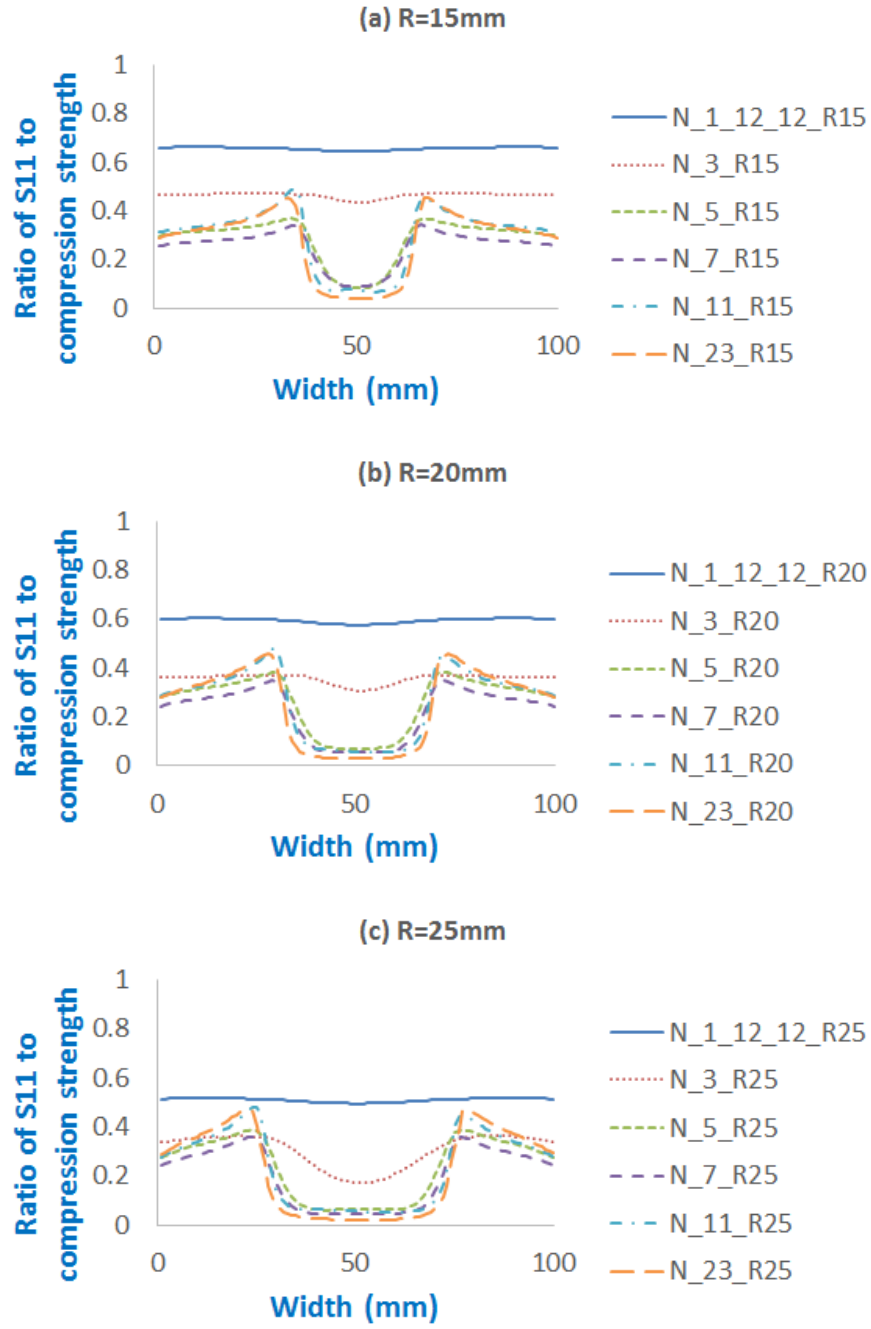 (a) R=15mm
Ratio of S11 to
compression strength
1
0.8
0.6
0.4
0.2
0
0
50
100
Width (mm)
N_1_12_12_R15
N_3_R15
N_5_R15
N_7_R15
N_11_R15
N_23_R15
(b) R=20mm
Ratio of S11 to
compression strength
1
0.8
0.6
0.4
0.2
0
0
50
100
Width (mm)
N_1_12_12_R20
N_3_R20
N_5_R20
N_7_R20
N_11_R20
N_23_R20
(c) R=25mm
Ratio of S11 to
compression strength
1
0.8
0.6
0.4
0.2
0
0
50
100
Width (mm)
N_1_12_12_R25
N_3_R25
N_5_R25
N_7_R25
N_11_R25
N_23_R25